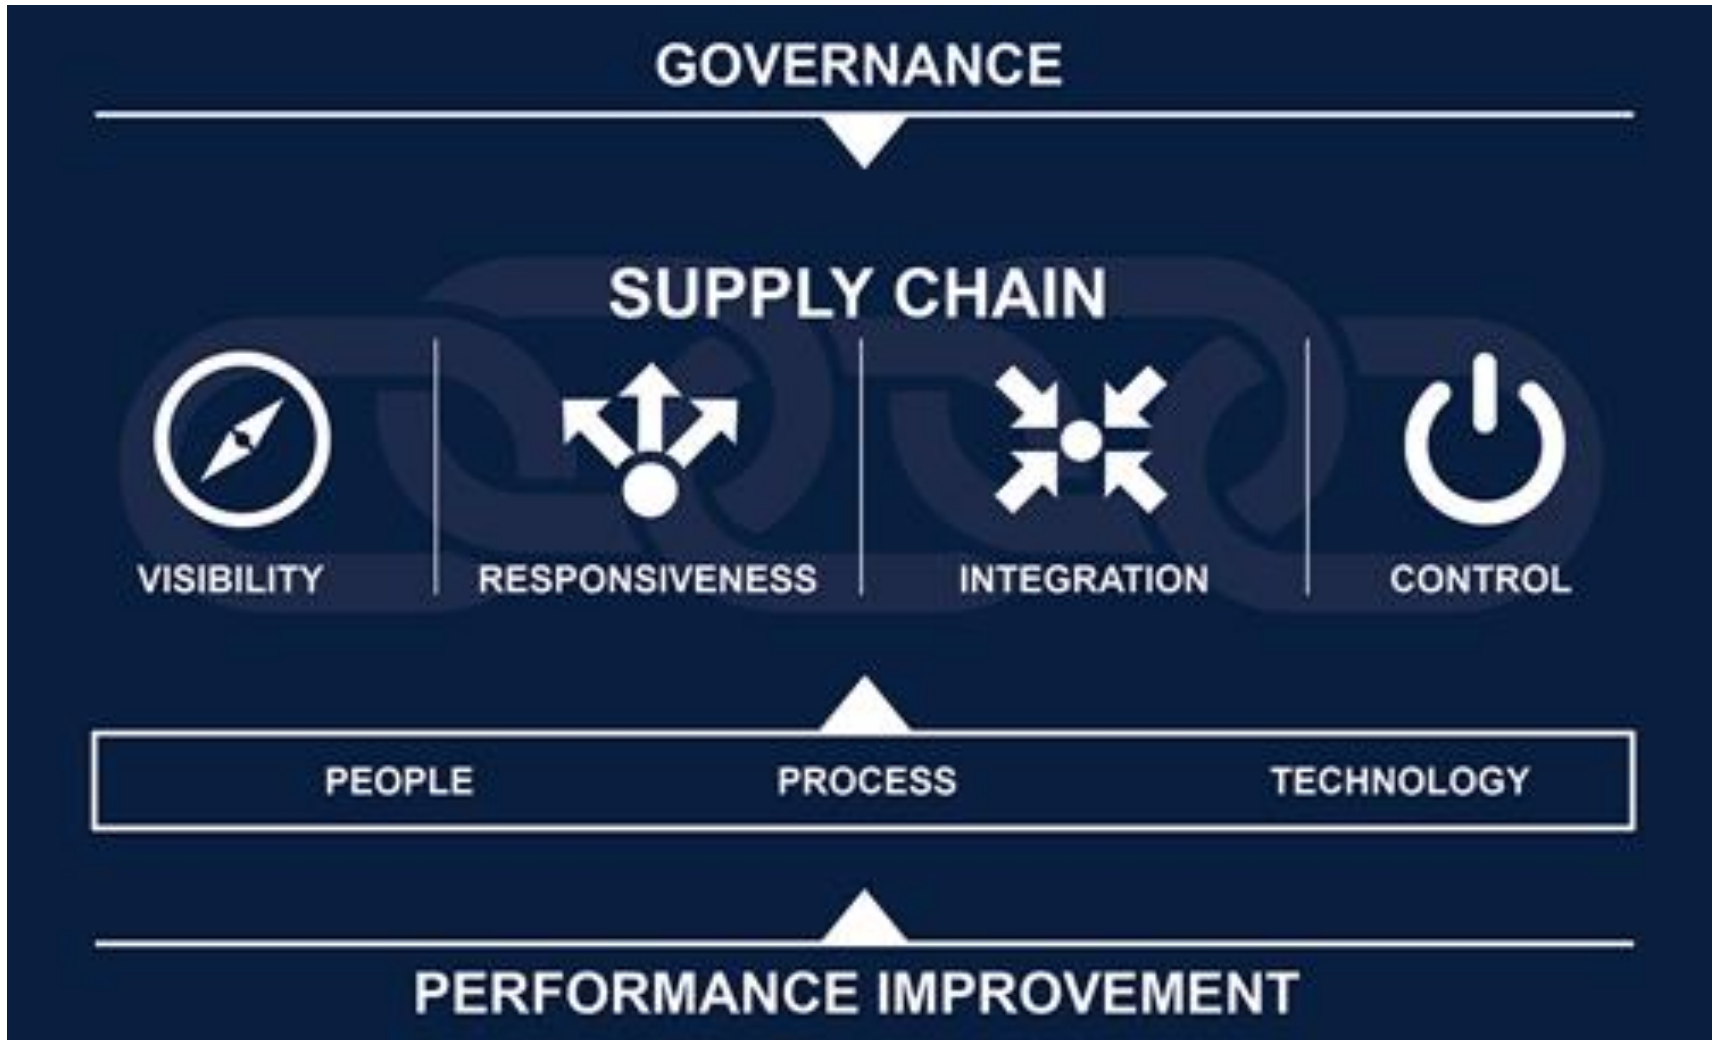 GOVERNANCE
SUPPLY CHAIN
VISIBILITY RESPONSIVENESS INTEGRATION CONTROL
PEOPLE PROCESS TECHNOLOGY
PERFORMANCE IMPROVEMENT